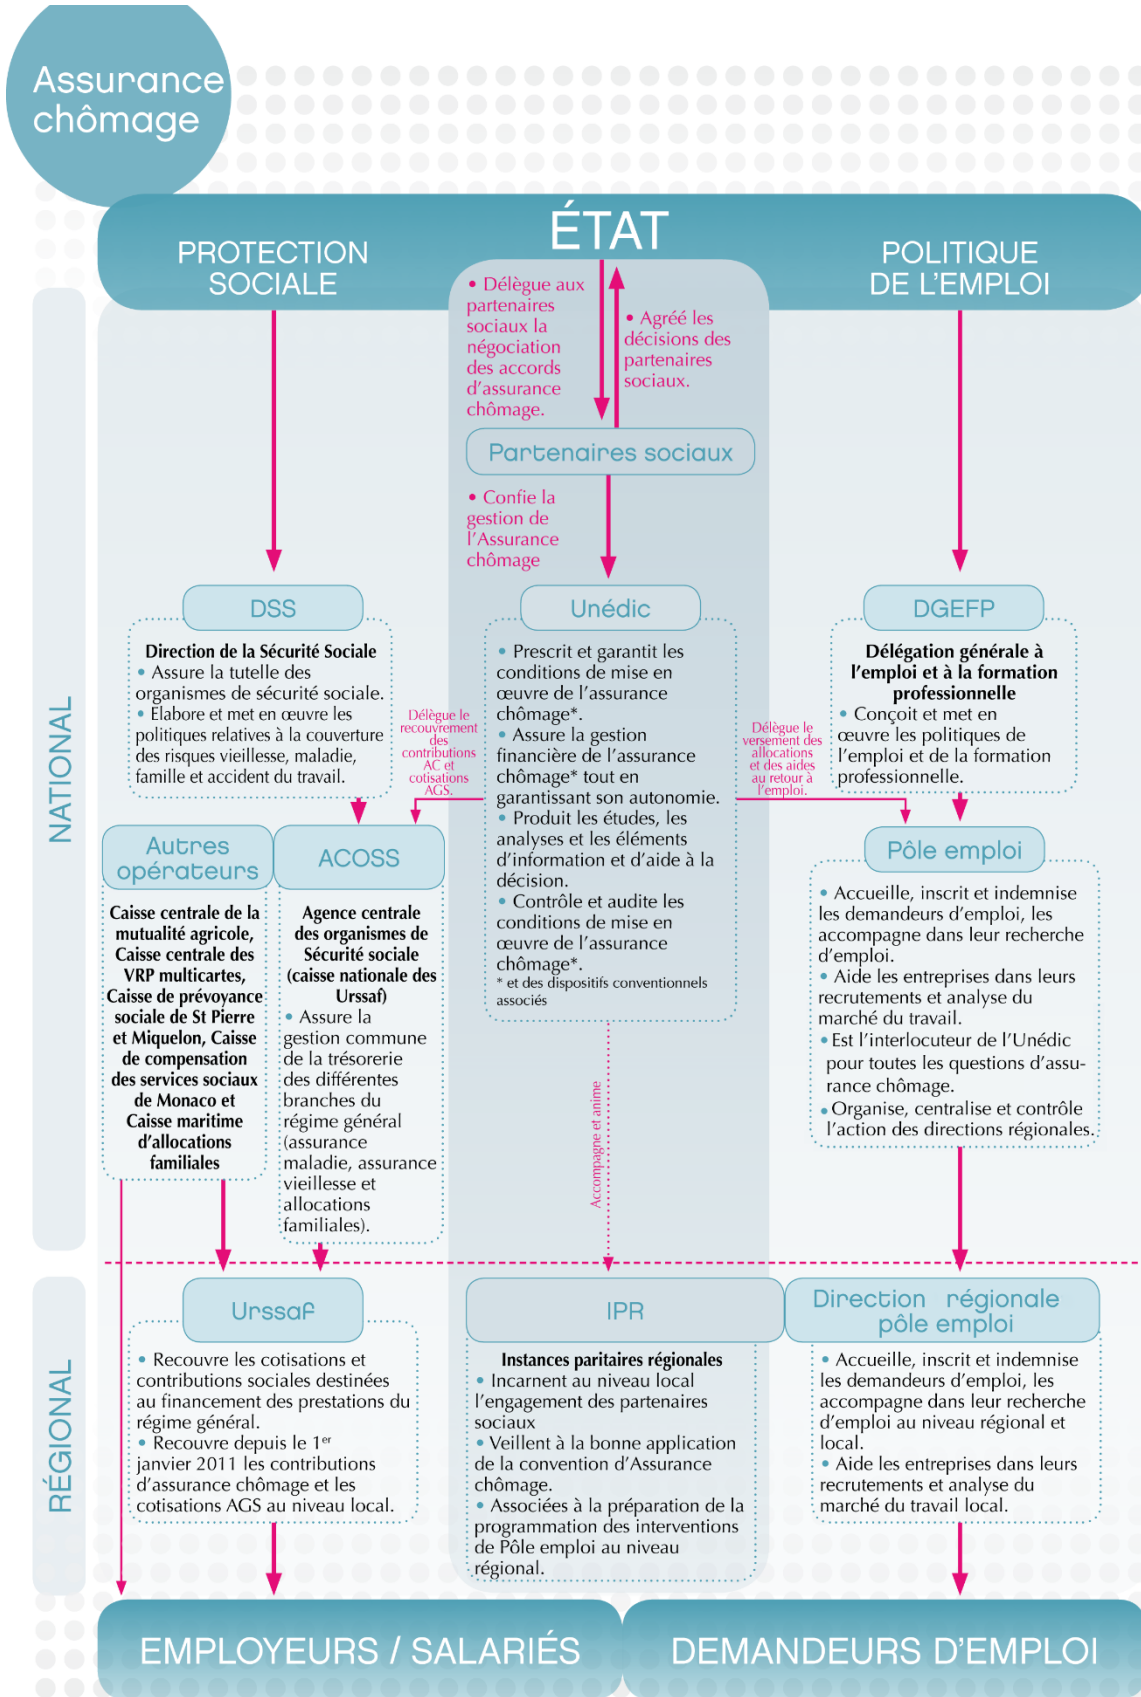 Assurance
chômage
ÉTAT
PROTECTION
SOCIALE
POLITIQUE
DE L'EMPLOI
• Délègue aux
partenaires
sociaux la
négociation
des accords
d'assurance
chômage.
• Agréé les
décisions des
partenaires
sociaux.
Partenaires sociaux
• Confie la
gestion de
l'Assurance
chômage
NATIONAL
DSS
Direction de la Sécurité Sociale
• Assure la tutelle des
organismes de sécurité sociale.
• Elabore et met en œuvre les
politiques relatives à la couverture
des risques vieillesse, maladie,
famille et accident du travail.
Délègue le
recouvrement
des
contributions
AC et
cotisations
AGS.
Unédic
• Prescrit et garantit les
conditions de mise en
œuvre de l'assurance
chômage*.
• Assure la gestion
financière de l'assurance
chômage* tout en
garantissant son autonomie.
• Produit les études, les
analyses et les éléments
d'information et d'aide à la
décision.
• Contrôle et audite les
conditions de mise en
œuvre de l'assurance
chômage*.
* et des dispositifs conventionnels
associés
Délègue le
versement des
allocations
et des aides
au retour à
l'emploi.
DGEFP
Délégation générale à
l'emploi et à la formation
professionnelle
• Conçoit et met en
œuvre les politiques de
l'emploi et de la formation
professionnelle.
Autres
opérateurs
Caisse centrale de la
mutualité agricole,
Caisse centrale des
VRP multicartes,
Caisse de prévoyance
sociale de St Pierre
et Miquelon, Caisse
de compensation
des services sociaux
de Monaco et
Caisse maritime
d'allocations
familiales
ACOSS
Agence centrale
des organismes de
Sécurité sociale
(caisse nationale des
Urssaf)
• Assure la
gestion commune
de la trésorerie
des différentes
branches du
régime général
(assurance
maladie, assurance
vieillesse et
allocations
familiales).
Accompagne et anime
Pôle emploi
• Accueille, inscrit et indemnise
les demandeurs d'emploi, les
accompagne dans leur recherche
d'emploi.
• Aide les entreprises dans leurs
recrutements et analyse du
marché du travail.
• Est l'interlocuteur de l'Unédic
pour toutes les questions d'assu-
rance chômage.
• Organise, centralise et contrôle
l'action des directions régionales.
RÉGIONAL
Urssaf
• Recouvre les cotisations et
contributions sociales destinées
au financement des prestations du
régime général.
• Recouvre depuis le 1er
janvier 2011 les contributions
d'assurance chômage et les
cotisations AGS au niveau local.
IPR
Instances paritaires régionales
• Incarnent au niveau local
l'engagement des partenaires
sociaux
• Veillent à la bonne application
de la convention d'Assurance
chômage.
• Associées à la préparation de la
programmation des interventions
de Pôle emploi au niveau
régional.
Direction régionale
pôle emploi
• Accueille, inscrit et indemnise
les demandeurs d'emploi, les
accompagne dans leur recherche
d'emploi au niveau régional et
local.
• Aide les entreprises dans leurs
recrutements et analyse du
marché du travail local.
EMPLOYEURS / SALARIÉS
DEMANDEURS D'EMPLOI